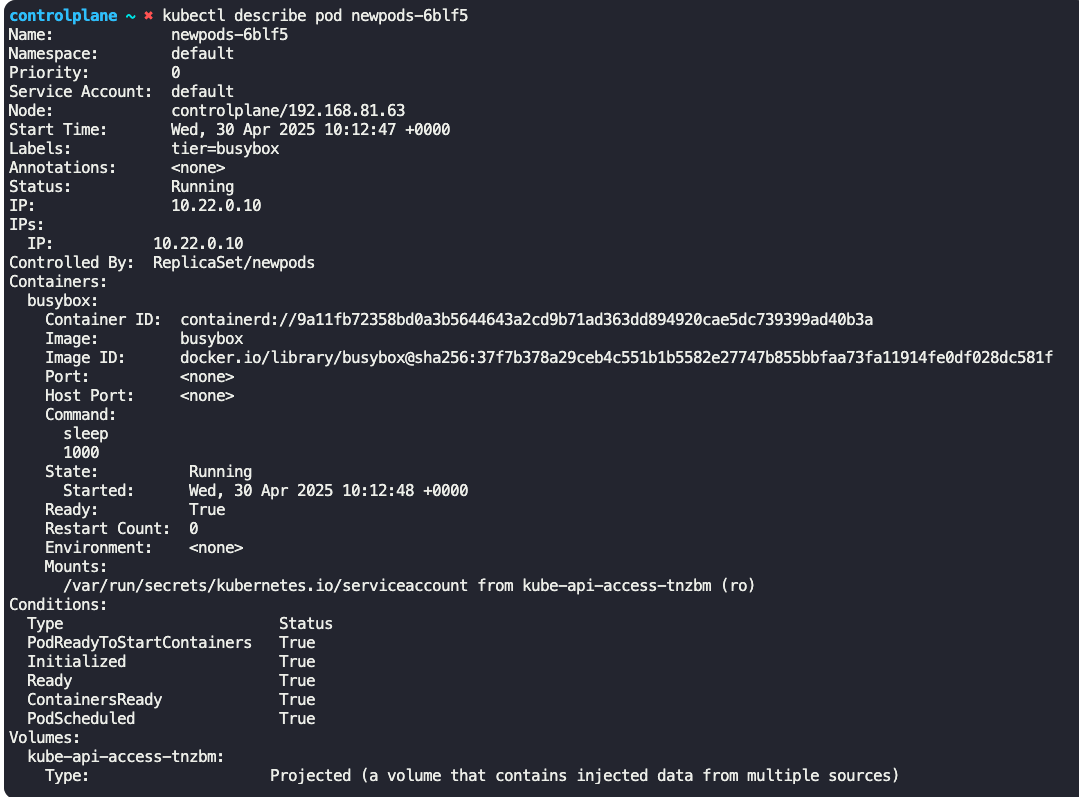 controlplane ~ ✖ kubectl describe pod newpods-6blf5
Name:             newpods-6blf5
Namespace:        default
Priority:         0
Service Account:  default
Node:             controlplane/192.168.81.63
Start Time:       Wed, 30 Apr 2025 10:12:47 +0000
Labels:           tier=busybox
Annotations:      <none>
Status:           Running
IP:               10.22.0.10
IPs:
  IP:           10.22.0.10
Controlled By:  ReplicaSet/newpods
Containers:
  busybox:
    Container ID:  containerd://9a11fb72358bd0a3b5644643a2cd9b71ad363dd894920cae5dc739399ad40b3a
    Image:         busybox
    Image ID:      docker.io/library/busybox@sha256:37f7b378a29ceb4c551b1b5582e27747b855bbfaa73fa11914fe0df028dc581f
    Port:          <none>
    Host Port:     <none>
    Command:
      sleep
      1000
    State:          Running
      Started:      Wed, 30 Apr 2025 10:12:48 +0000
    Ready:          True
    Restart Count:  0
    Environment:    <none>
    Mounts:
      /var/run/secrets/kubernetes.io/serviceaccount from kube-api-access-tnzbm (ro)
Conditions:
  Type                        Status
  PodReadyToStartContainers   True
  Initialized                 True
  Ready                       True
  ContainersReady             True
  PodScheduled                True
Volumes:
  kube-api-access-tnzbm:
    Type:                    Projected (a volume that contains injected data from multiple sources)